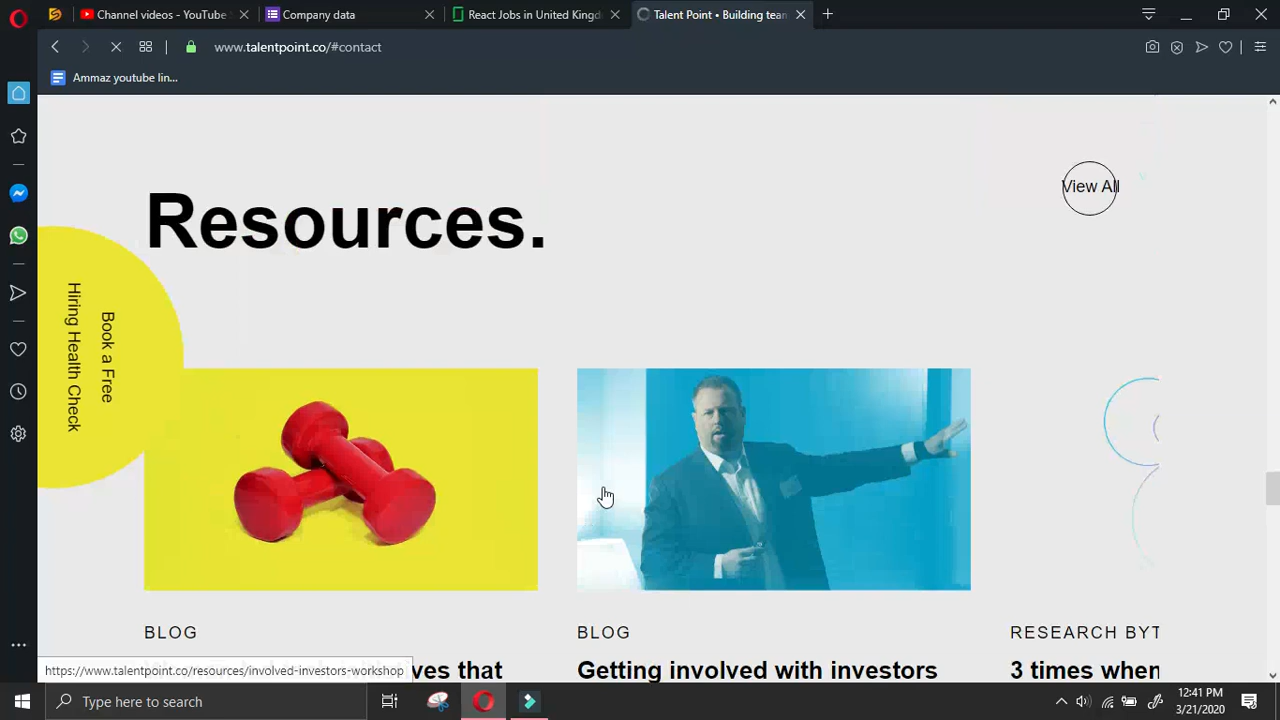 Channel videos - YouTube S
Company data
React Jobs in United Kingd
Talent Point • Building team
www.talentpoint.co/#contact
Ammaz youtube lin...
View All
Resources.
Book a Free
Hiring Health Check
BLOG
BLOG
RESEARCH BYT
ves that
Getting involved with investors
3 times when
https://www.talentpoint.co/resources/involved-investors-workshop
Type here to search
12:41 PM
3/21/2020